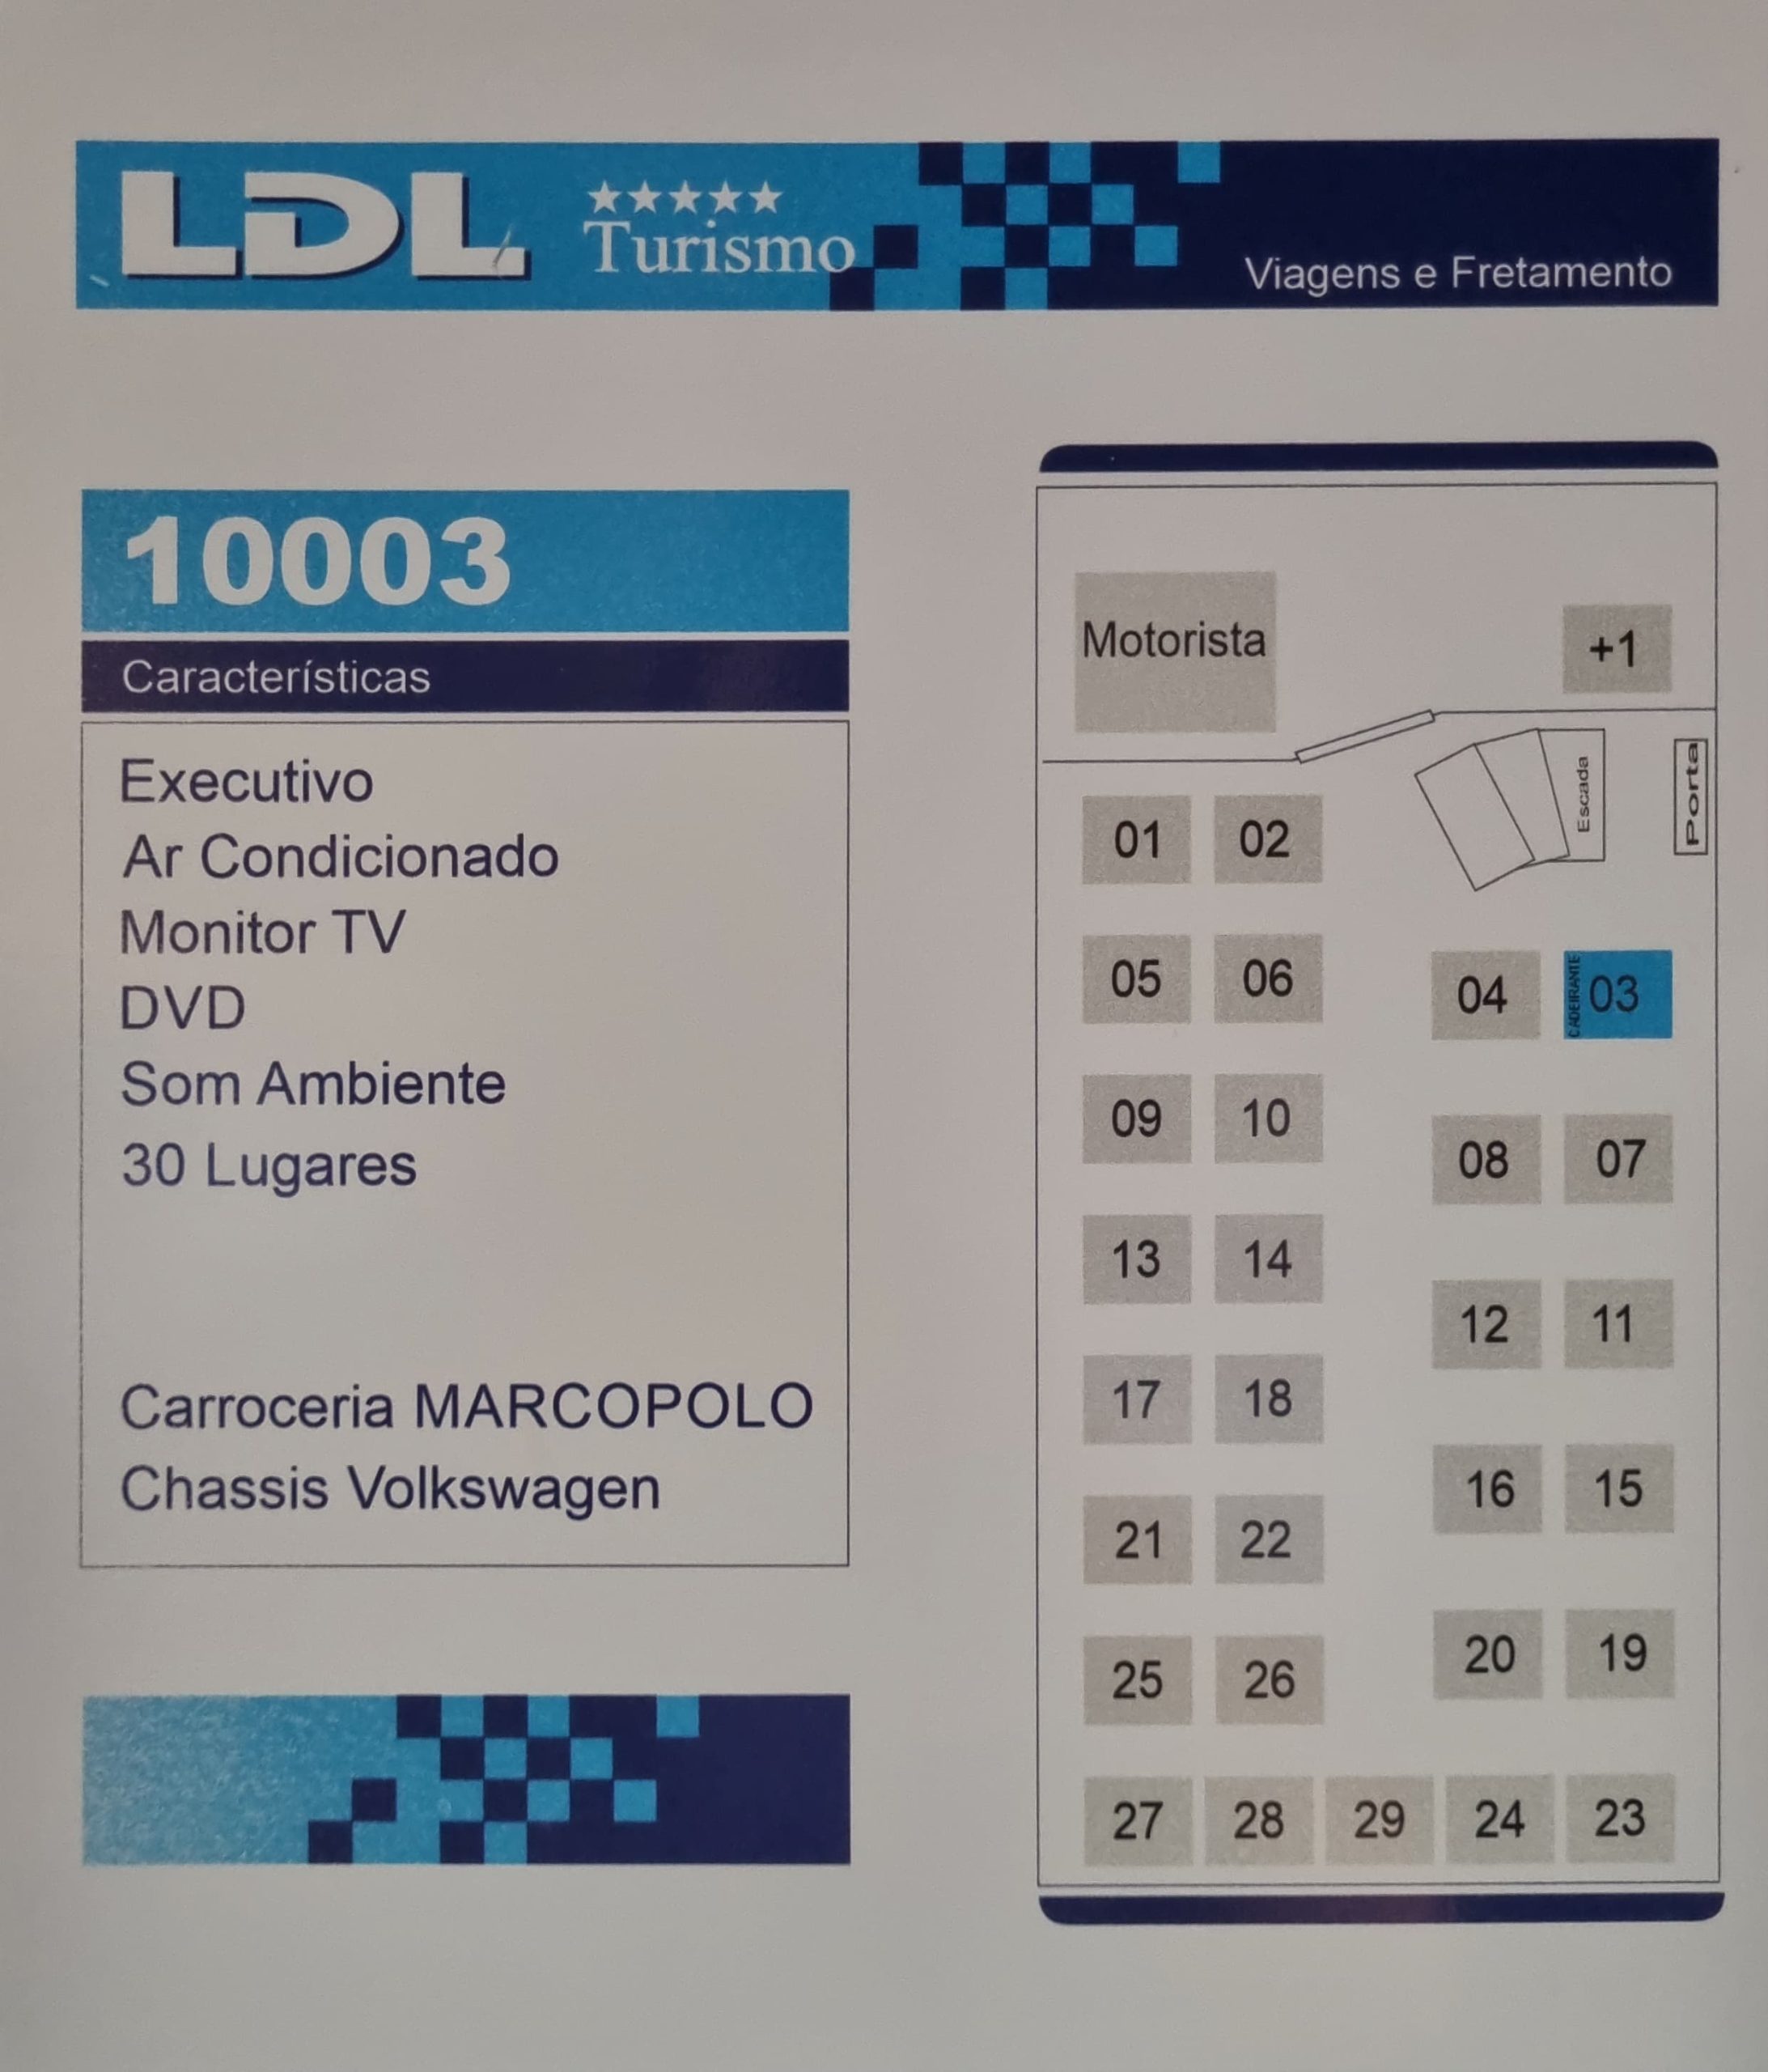 LDL
Turismo
Viagens e Fretamento
10003
Características
Executivo
Ar Condicionado
Monitor TV
DVD
Som Ambiente
30 Lugares
Carroceria MARCOPOLO
Chassis Volkswagen
Motorista
+1
Escada
Porta
01 02
05 06
04 CADEIRANTE 03
09 10
08 07
13 14
12 11
17 18
16 15
21 22
20 19
25 26
27 28 29 24 23